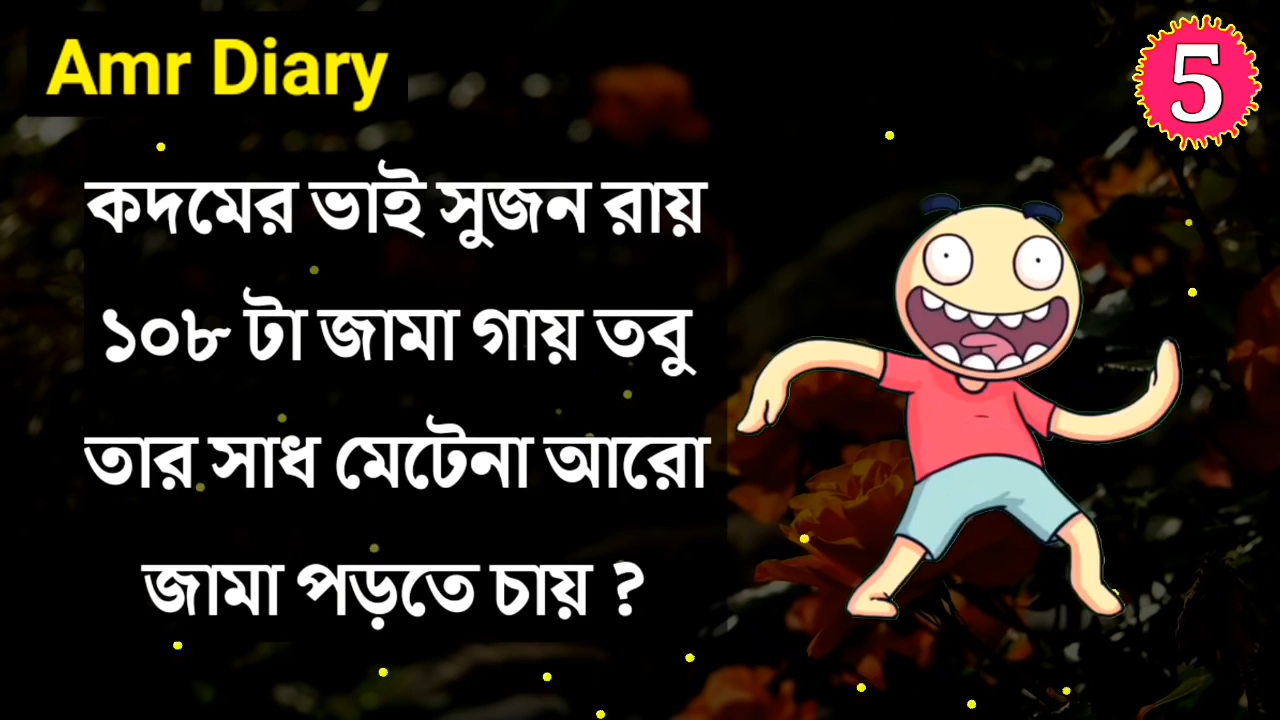 Amr Diary
5
কদমের ভাই সুজন রায়
১০৮ টা জামা গায় তবু
তার সাধ মেটেনা আরো
জামা পড়তে চায় ?